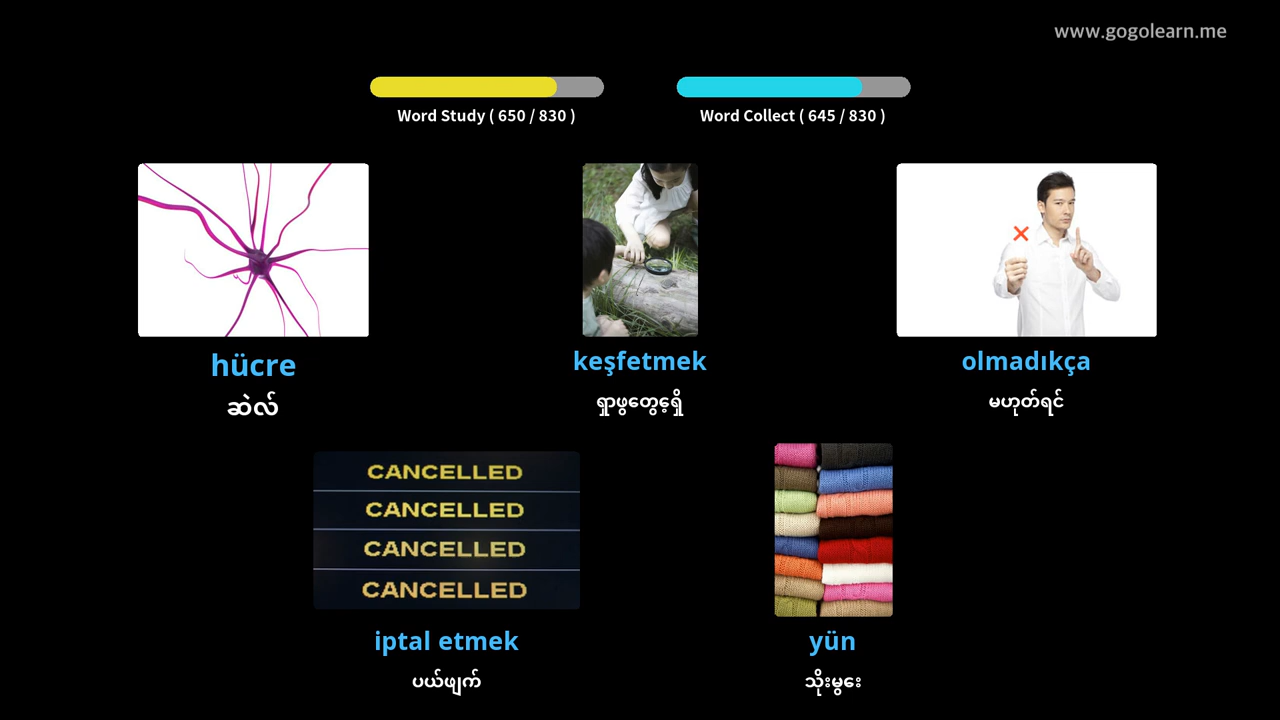 www.gogolearn.me
Word Study ( 650 / 830 )
Word Collect ( 645 / 830 )
hücre
ဆဲလ်
keşfetmek
ရှာဖွတွေ့ရှိ
olmadıkça
မဟုတ်ရင်
CANCELLED
CANCELLED
CANCELLED
CANCELLED
iptal etmek
ပယ်ဖျက်
yün
သိုးမွေး